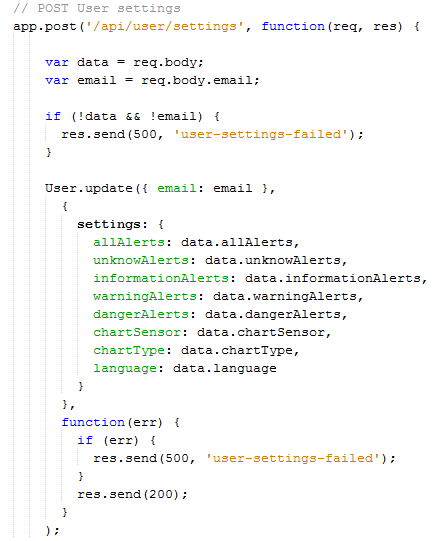 // POST User settings
app.post('/api/user/settings', function(req, res) {
var data = req.body;
var email = req.body.email;
if (!data && !email) {
res.send(500, 'user-settings-failed');
}
User.update({ email: email },
{
settings: {
allAlerts: data.allAlerts,
unknowAlerts: data.unknowAlerts,
informationAlerts: data.informationAlerts,
warningAlerts: data.warningAlerts,
dangerAlerts: data.dangerAlerts,
chartSensor: data.chartSensor,
chartType: data.chartType,
language: data.language
}
},
function(err) {
if (err) {
res.send(500, 'user-settings-failed');
}
res.send(200);
}
);